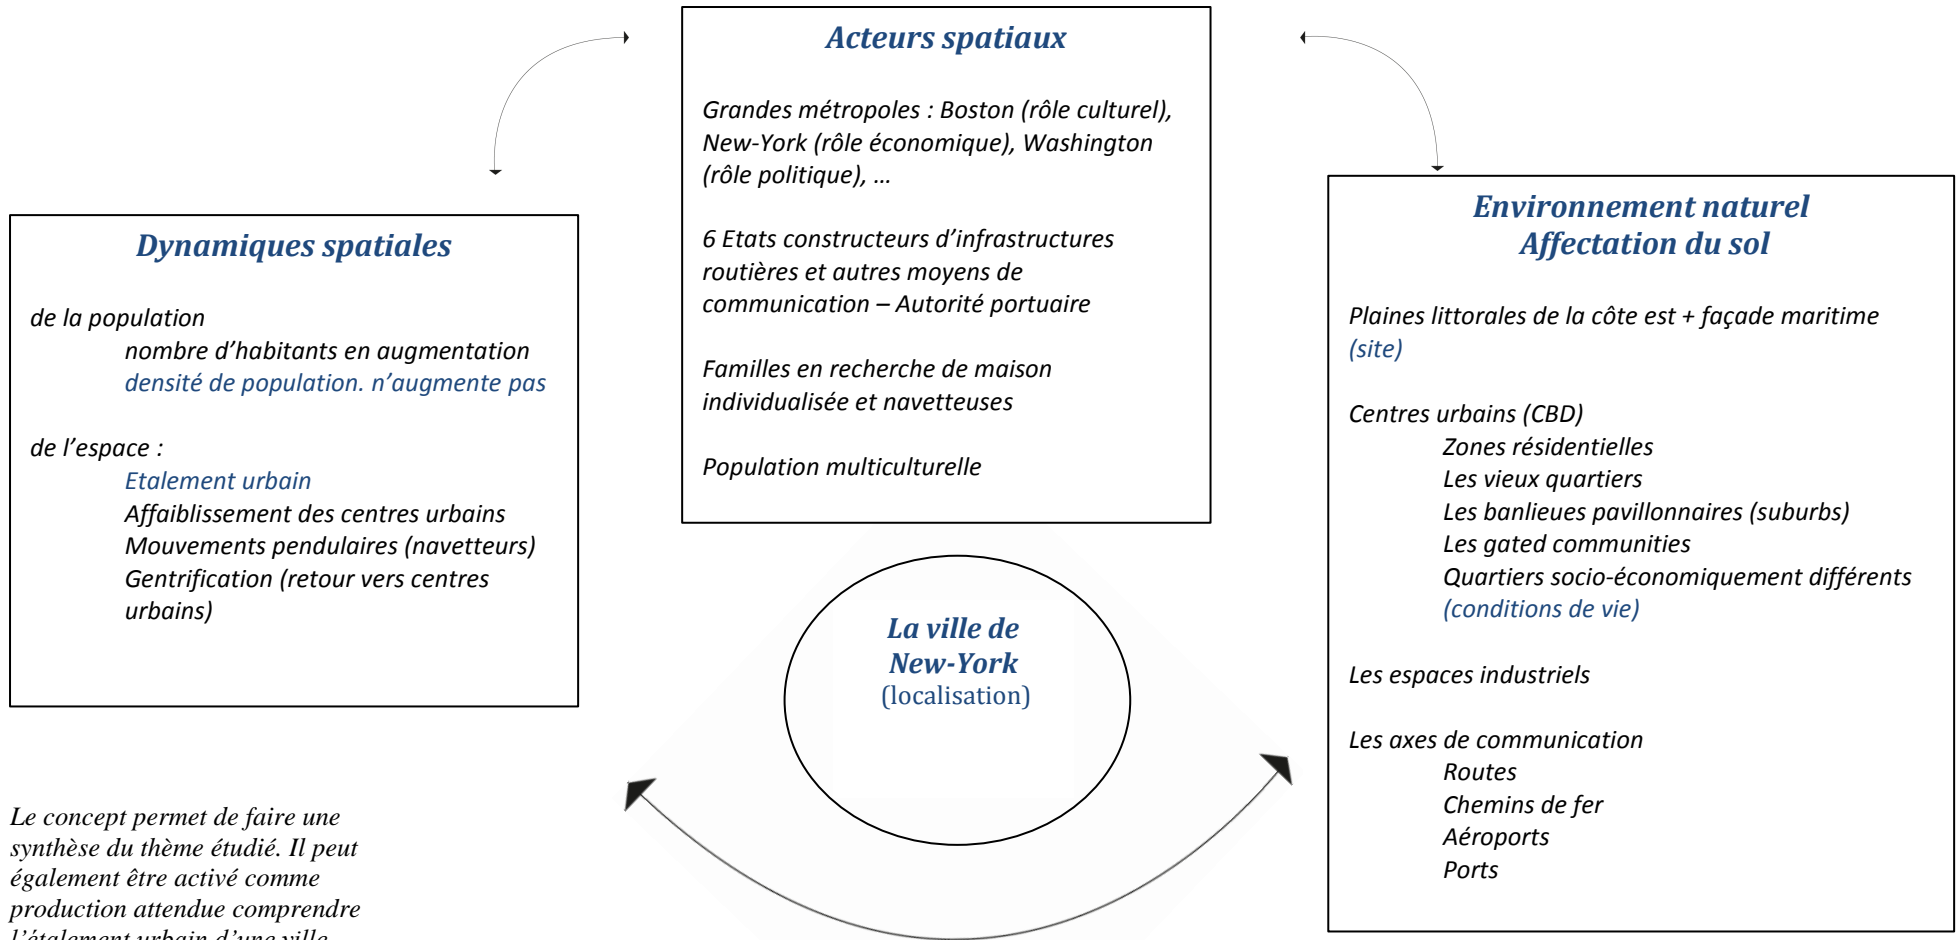 Acteurs spatiaux
Grandes métropoles : Boston (rôle culturel),
New-York (rôle économique), Washington
(rôle politique), …
6 Etats constructeurs d’infrastructures
routières et autres moyens de
communication – Autorité portuaire
Familles en recherche de maison
individualisée et navetteuses
Population multiculturelle
Dynamiques spatiales
de la population
nombre d’habitants en augmentation
densité de population. n’augmente pas
de l’espace :
Etalement urbain
Affaiblissement des centres urbains
Mouvements pendulaires (navetteurs)
Gentrification (retour vers centres
urbains)
Environnement naturel
Affectation du sol
Plaines littorales de la côte est + façade maritime
(site)
Centres urbains (CBD)
Zones résidentielles
Les vieux quartiers
Les banlieues pavillonnaires (suburbs)
Les gated communities
Quartiers socio-économiquement différents
(conditions de vie)
Les espaces industriels
Les axes de communication
Routes
Chemins de fer
Aéroports
Ports
La ville de
New-York
(localisation)
Le concept permet de faire une
synthèse du thème étudié. Il peut
également être activé comme
production attendue comprendre
l’étalement urbain d’une ville